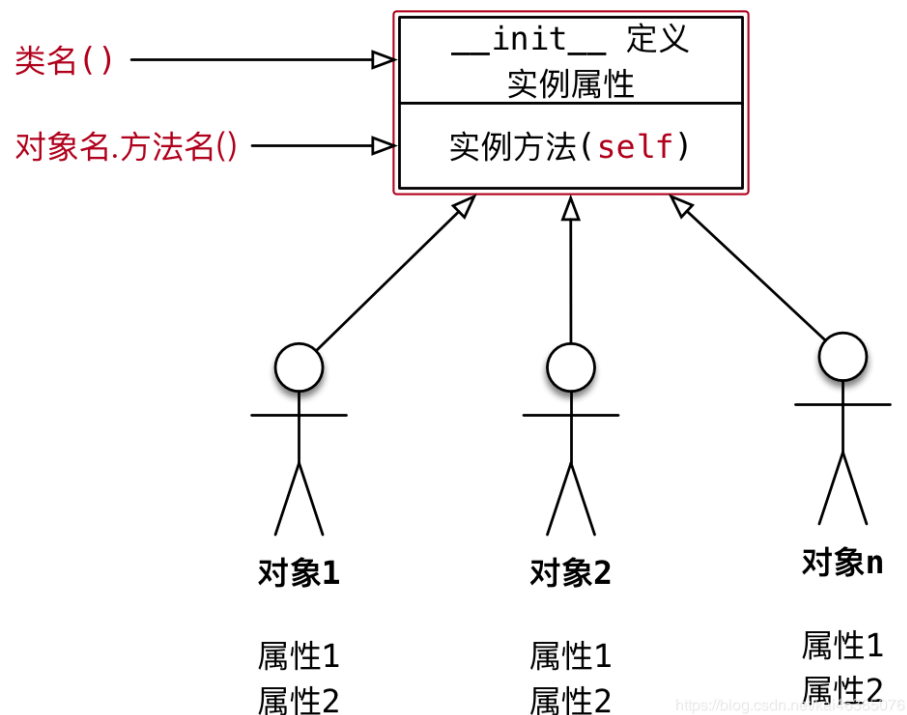 __init__ 定义
实例属性
类名()
对象名.方法名()
实例方法(self)
对象1
对象2
对象n
属性1
属性1
属性1
属性2
属性2
属性2